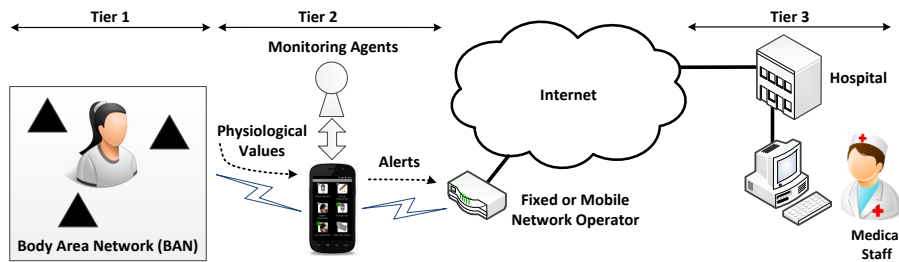 Tier 1
Tier 2
Tier 3
Monitoring Agents
Hospital
Internet
Physiological
Values
Alerts
Fixed or Mobile
Network Operator
Body Area Network (BAN)
Medica
Staff